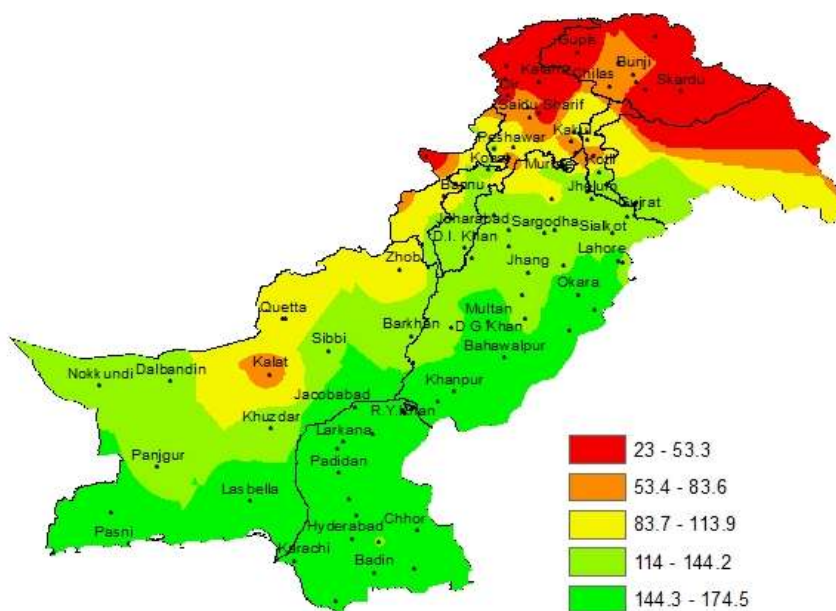 Gupis
Bunji
Chilas
Skardu
Dir
Saidu Sharif
Peshawar
Kakul
Kotli
Bannu
Jhelum
Gujrat
Joharabad
Sargodha
Sialkot
D.I. Khan
Lahore
Zhob
Jhang
Okara
Quetta
Multan
Barkhan
D.G.Khan
Sibbi
Bahawalpur
Kalat
Dalbandin
Nokkundi
Khanpur
Jacobabad
R.Y.Khan
Khuzdar
Larkana
Panjgur
Padidan
Lasbella
Pasni
Hyderabad
Chhor
Karachi
Badin
23 - 53.3
53.4 - 83.6
83.7 - 113.9
114 - 144.2
144.3 - 174.5